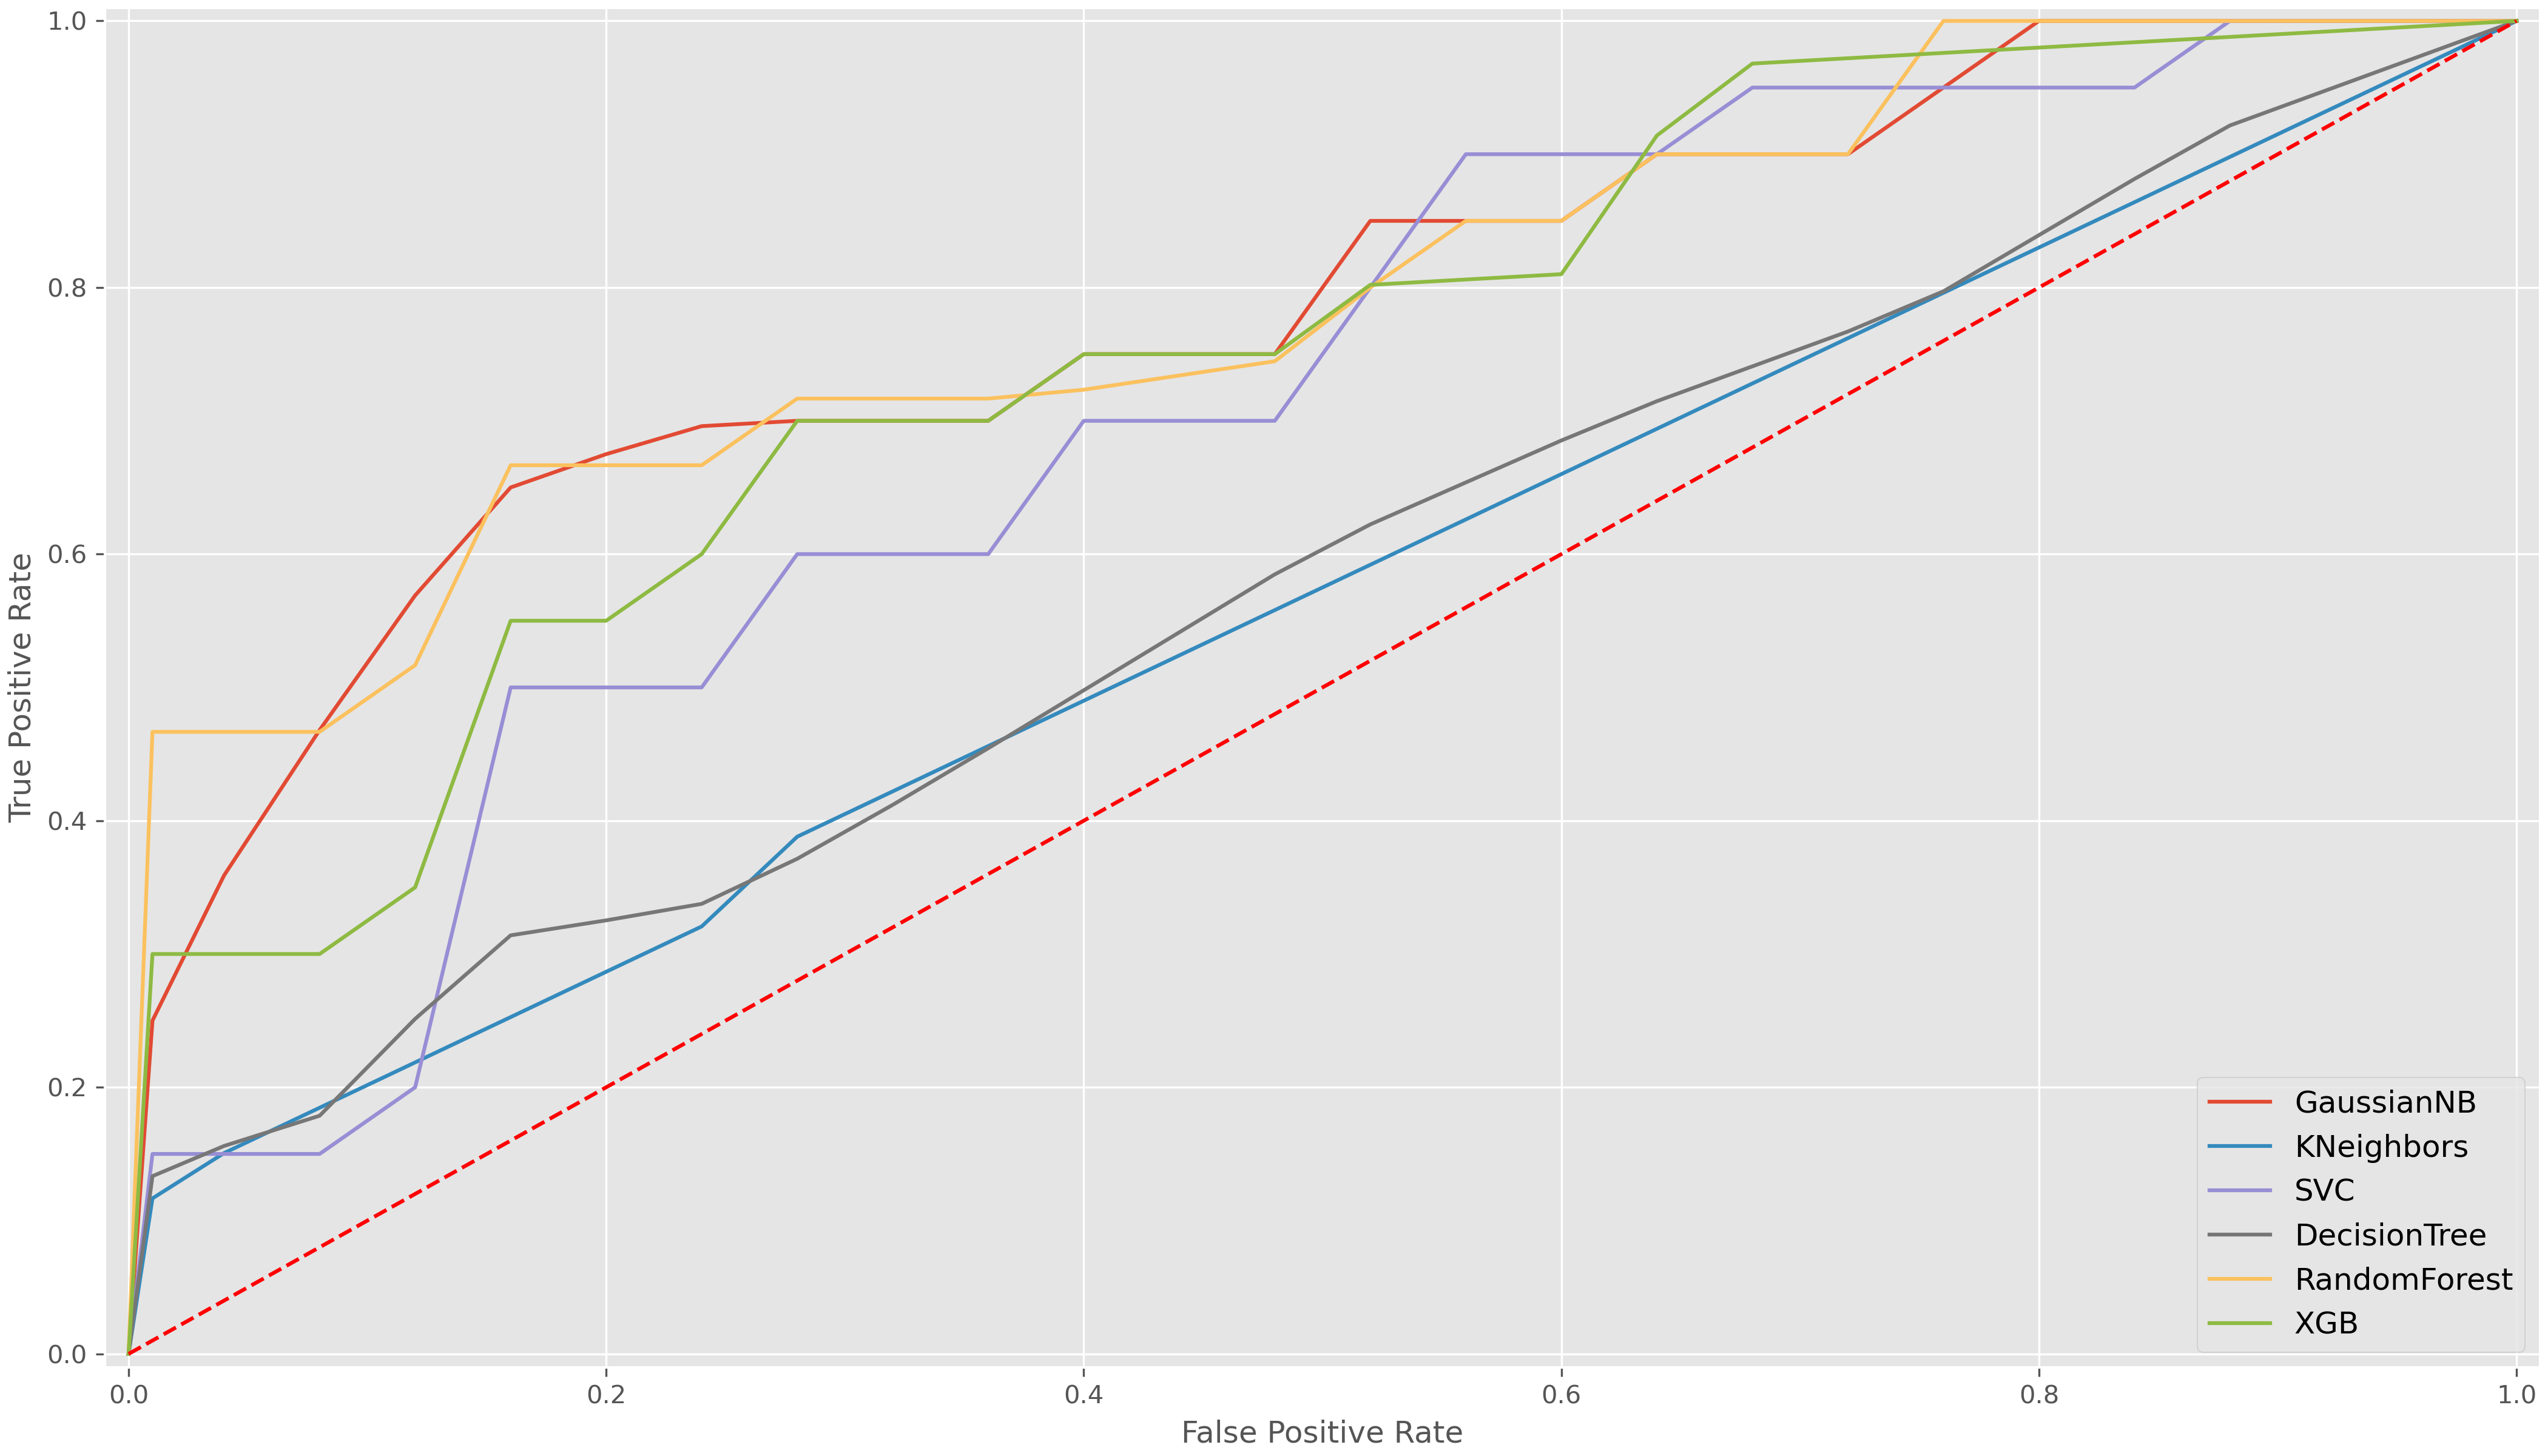 1.0
0.8
0.6
0.4
0.2
0.0
True Positive Rate
0.0 0.2 0.4 0.6 0.8 1.0
False Positive Rate
GaussianNB
KNeighbors
SVC
DecisionTree
RandomForest
XGB